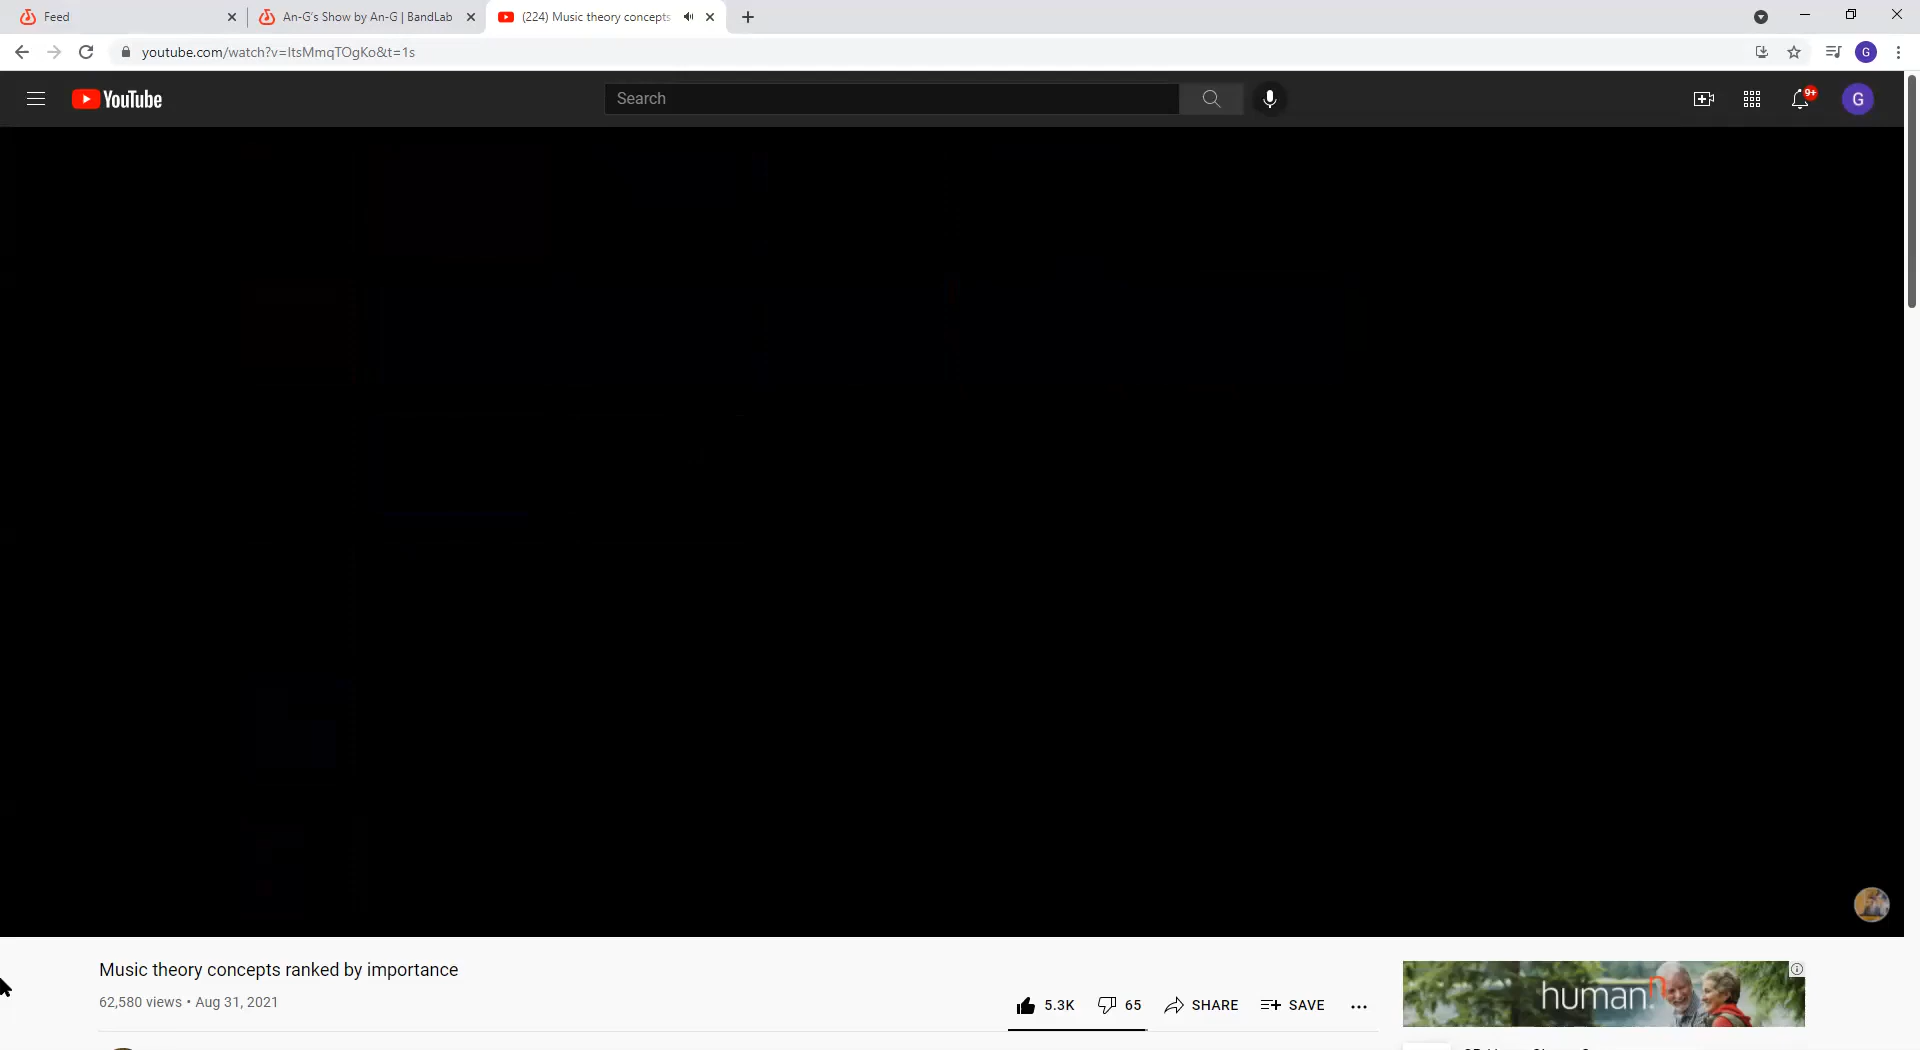 Feed
An-G's Show by An-G | BandLab
(224) Music theory concepts
youtube.com/watch?v=ItsMmqTOgKo&t=1s
G
YouTube
Search
9+
G
Music theory concepts ranked by importance
62,580 views • Aug 31, 2021
5.3K
65
SHARE
SAVE
humann